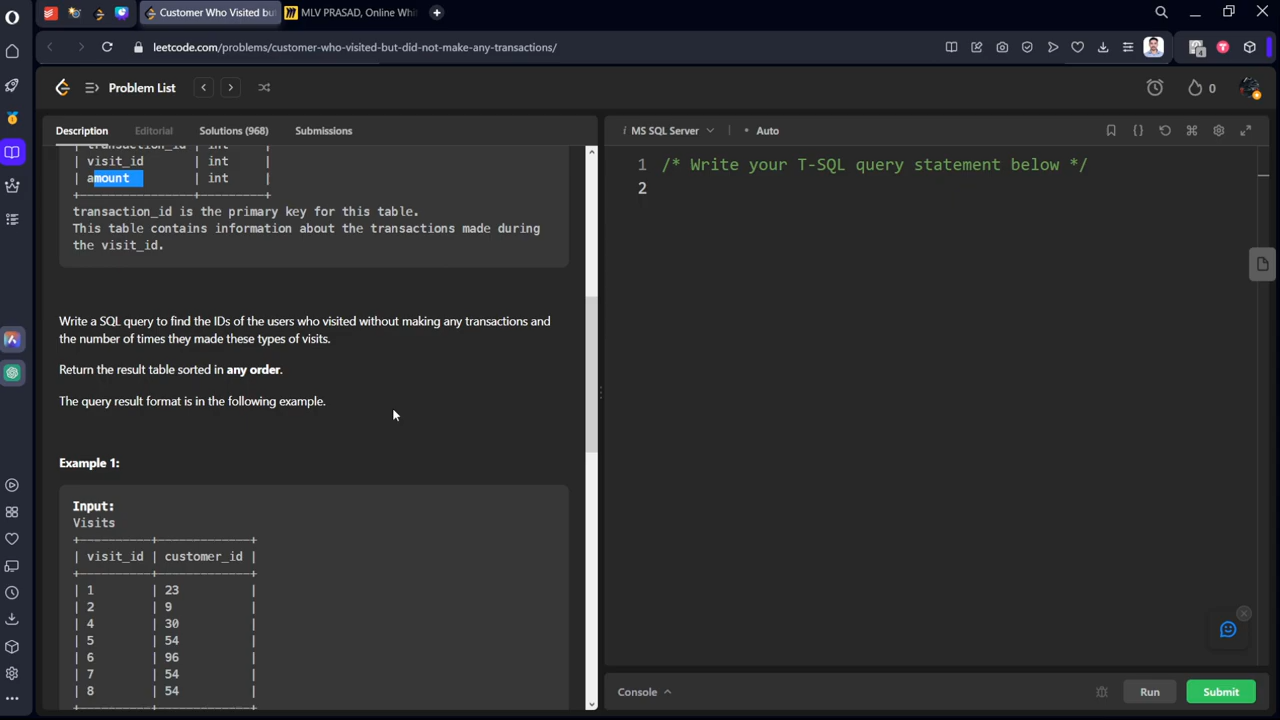 Customer Who Visited but
MLV PRASAD, Online Whi
leetcode.com/problems/customer-who-visited-but-did-not-make-any-transactions/
Problem List
0
Description
Editorial
Solutions (968)
Submissions
MS SQL Server
• Auto
| transaction_id | int |
| visit_id | int |
| amount | int |
+----------------+---------+
transaction_id is the primary key for this table.
This table contains information about the transactions made during
the visit_id.
Write a SQL query to find the IDs of the users who visited without making any transactions and
the number of times they made these types of visits.
Return the result table sorted in any order.
The query result format is in the following example.
Example 1:
Input:
Visits
+----------+-------------+
| visit_id | customer_id |
+----------+-------------+
| 1 | 23 |
| 2 | 9 |
| 4 | 30 |
| 5 | 54 |
| 6 | 96 |
| 7 | 54 |
| 8 | 54 |
+----------+-------------+
1 /* Write your T-SQL query statement below */
2
Console
Run
Submit